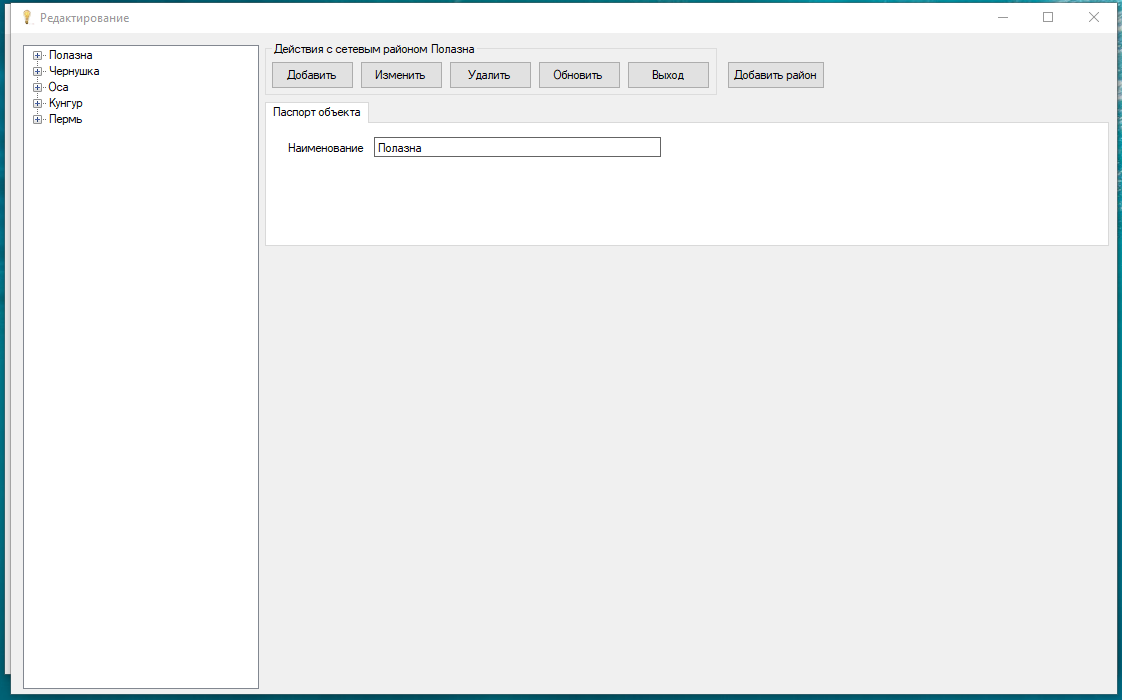 Редактирование
Полазна
Чернушка
Оса
Кунгур
Пермь
Действия с сетевым районом Полазна
Добавить Изменить Удалить Обновить Выход Добавить район
Паспорт объекта
Наименование Полазна